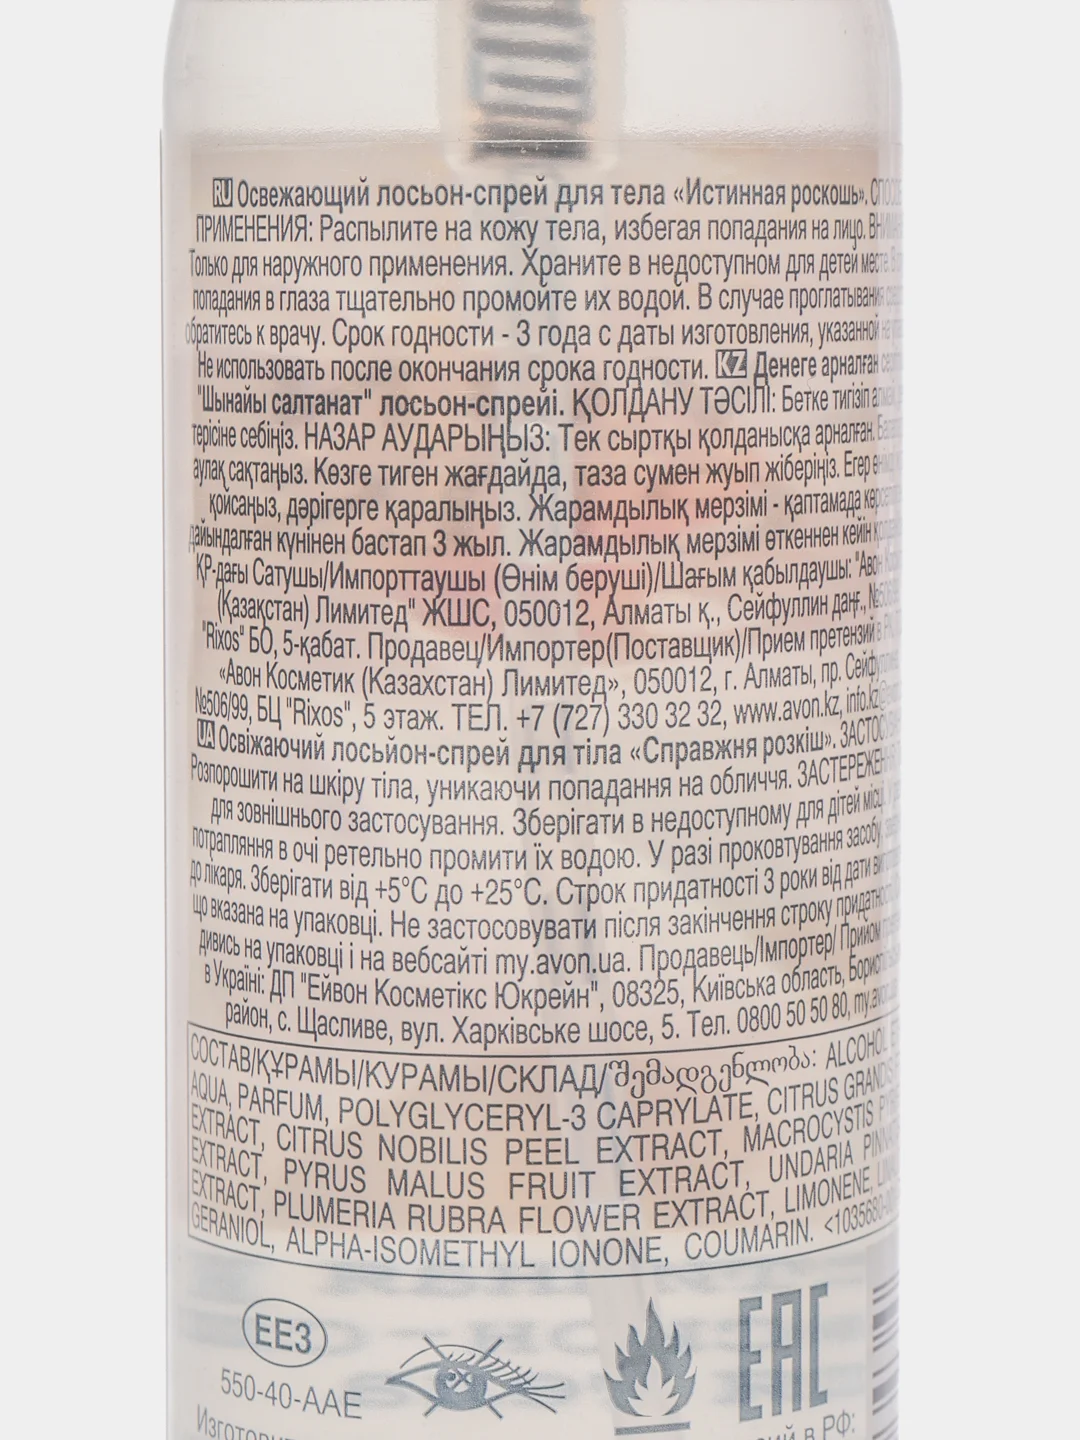 RU Освежающий лосьон-спрей для тела «Истинная роскошь».
ПРИМЕНЕНИЯ: Распылите на кожу тела, избегая попадания на лицо.
Только для наружного применения. Храните в недоступном для детей месте.
попадания в глаза тщательно промойте их водой. В случае проглатывания
обратитесь к врачу. Срок годности - 3 года с даты изготовления, указанной
Не использовать после окончания срока годности. KZ Денеге арналған
"Шынайы салтанат" лосьон-спрейі. ҚОЛДАНУ ТӘСІЛІ: Бетке тигізіп
терісіне себіңіз. НАЗАР АУДАРЫҢЫЗ: Тек сыртқы қолданысқа арналған.
аулақ сақтаңыз. Көзге тиген жағдайда, таза сумен жуып жіберіңіз. Егер
қойсаңыз, дәрігерге қаралыңыз. Жарамдылық мерзімі - қаптамада
дайындалған күнінен бастап 3 жыл. Жарамдылық мерзімі өткеннен кейін
ҚР-дағы Сатушы/Импорттаушы (Өнім беруші)/Шағым қабылдаушы: "Авон
(Қазақстан) Лимитед" ЖШС, 050012, Алматы қ., Сейфуллин даңғ.,
"Rixos" БО, 5-қабат. Продавец/Импортер(Поставщик)/Прием претензий
«Авон Косметик (Казахстан) Лимитед», 050012, г. Алматы, пр.
№506/99, БЦ "Rixos", 5 этаж. ТЕЛ. +7 (727) 330 32 32, www.avon.kz,
UA Освіжаючий лосьйон-спрей для тіла «Справжня розкіш».
Розпорошити на шкіру тіла, уникаючи попадання на обличчя.
для зовнішнього застосування. Зберігати в недоступному для дітей місці.
потрапляння в очі ретельно промити їх водою. У разі проковтування засобу,
до лікаря. Зберігати від +5°C до +25°C. Строк придатності 3 роки від дати
що вказана на упаковці. Не застосовувати після закінчення строку
дивись на упаковці і на вебсайті my.avon.ua. Продавець/Імпортер/ Прийом
в Україні: ДП "Ейвон Косметікс Юкрейн", 08325, Київська область,
район, с. Щасливе, вул. Харківське шосе, 5. Тел. 0800 50 50 80,
СОСТАВ/ҚҰРАМЫ/КУРАМЫ/СКЛАД/შემადგენლობა: ALCOHOL
AQUA, PARFUM, POLYGLYCERYL-3 CAPRYLATE, CITRUS GRANDIS
EXTRACT, CITRUS NOBILIS PEEL EXTRACT, MACROCYSTIS
EXTRACT, PYRUS MALUS FRUIT EXTRACT, UNDARIA
EXTRACT, PLUMERIA RUBRA FLOWER EXTRACT, LIMONENE,
GERANIOL, ALPHA-ISOMETHYL IONONE, COUMARIN.
EE3
550-40-AAE
EAC
в РФ: